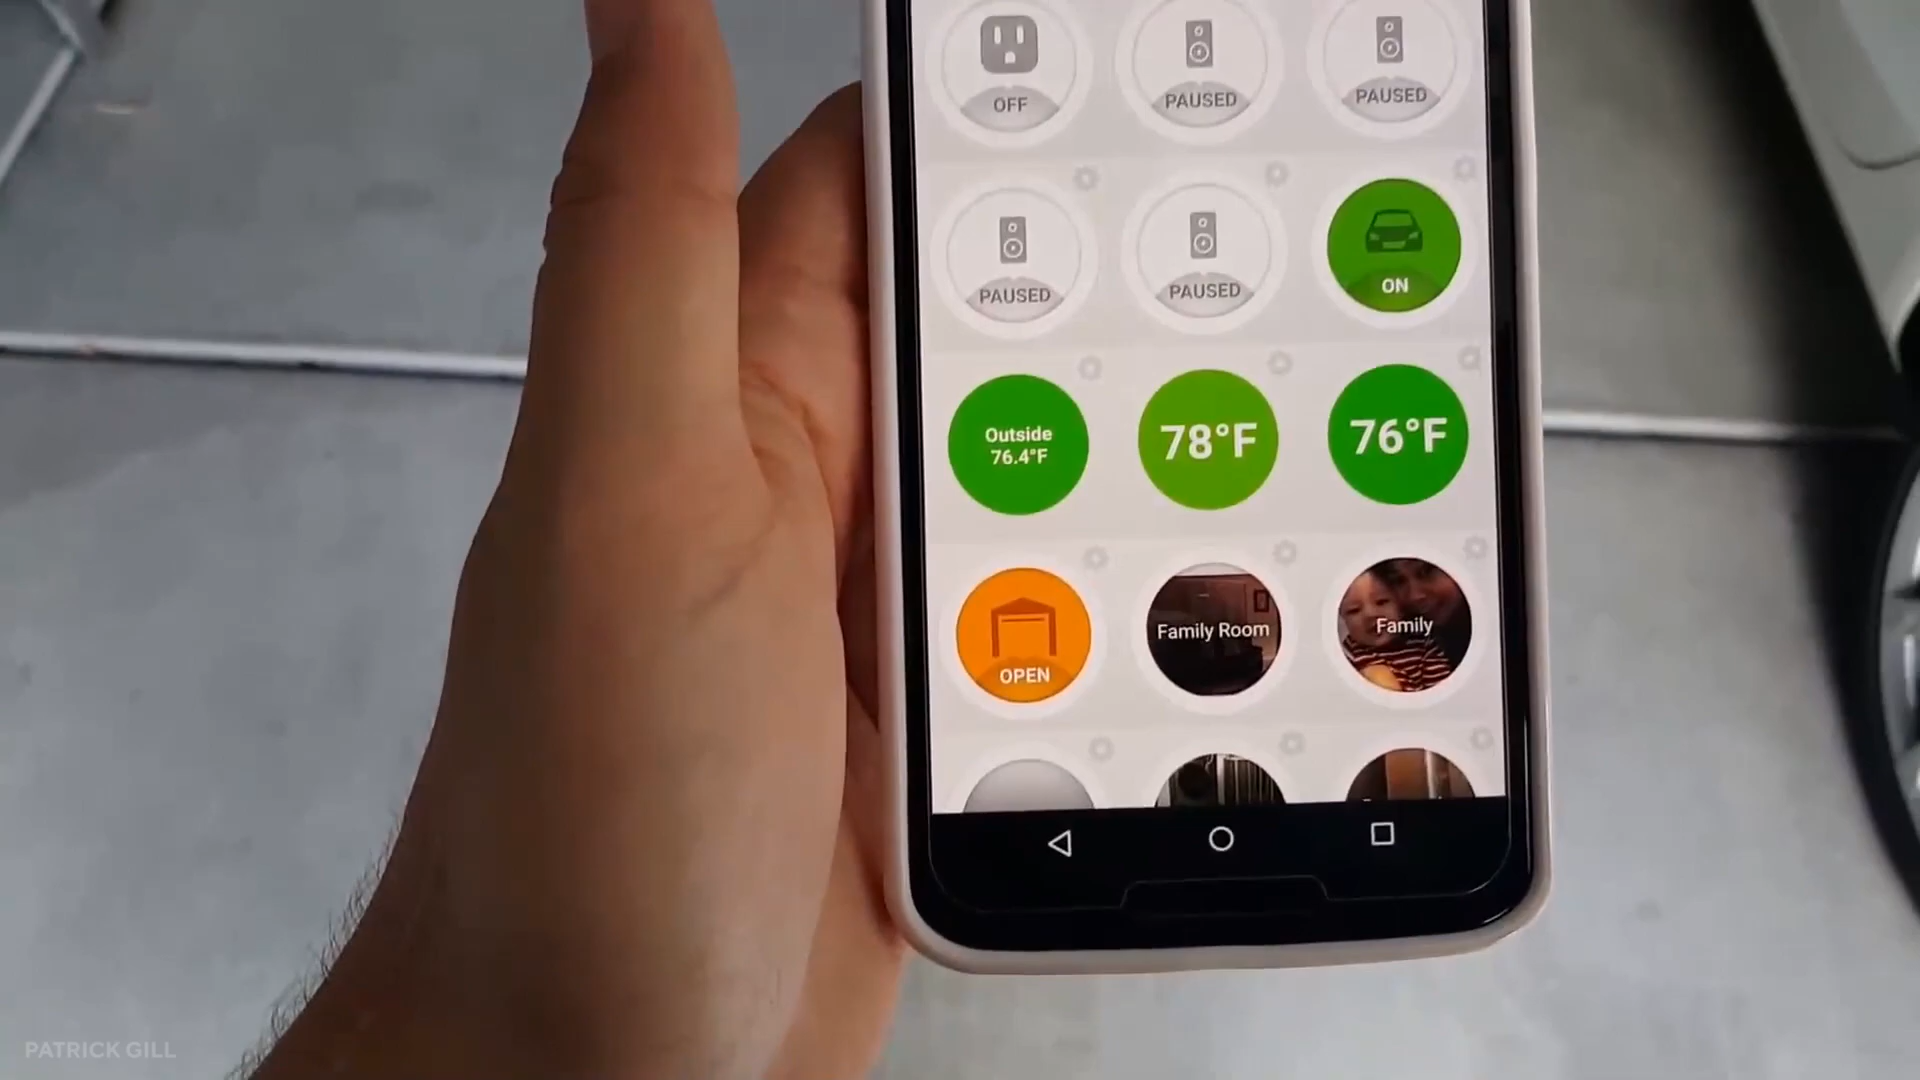 OFF
PAUSED
PAUSED
PAUSED
PAUSED
ON
Outside
76.4°F
78°F
76°F
OPEN
Family Room
Family
PATRICK GILL